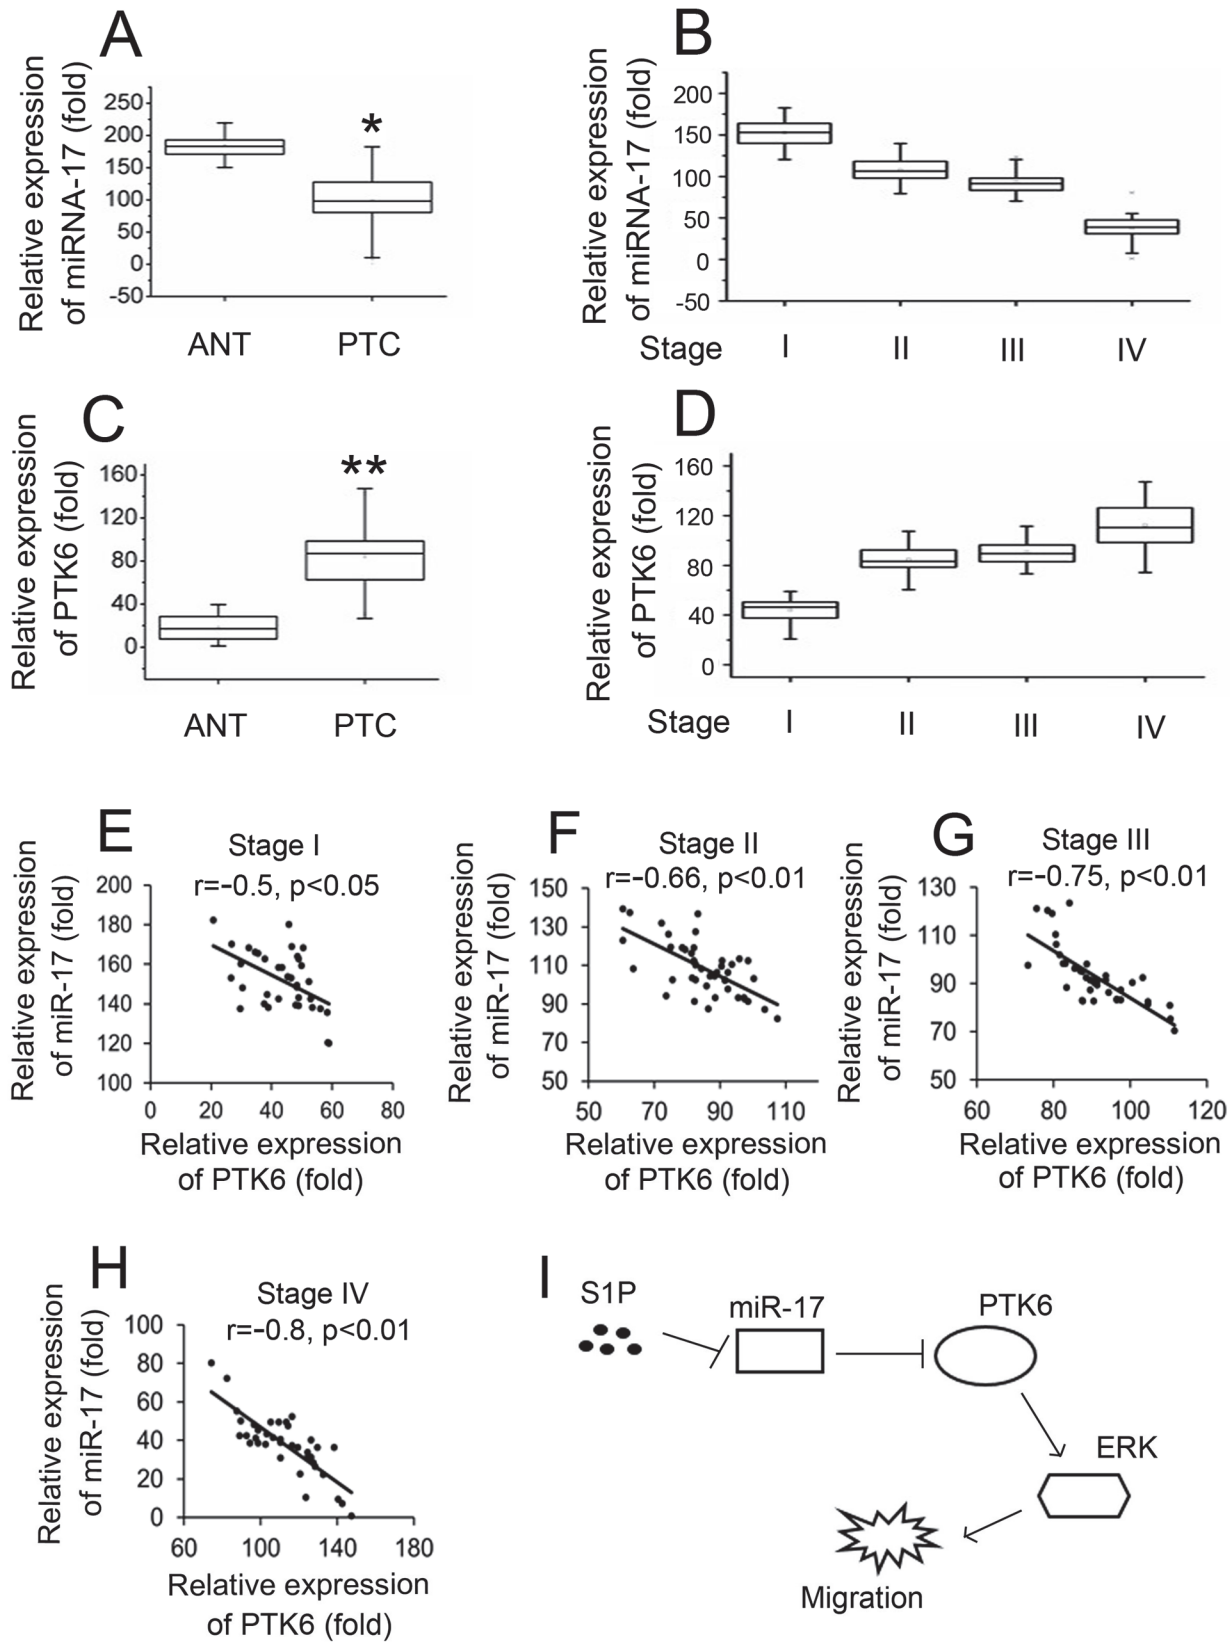 A
Relative expression
of miRNA-17 (fold)
250
200
150
100
50
0
-50
*
ANT
PTC
B
Relative expression
of miRNA-17 (fold)
200
150
100
50
0
-50
Stage
I
II
III
IV
C
Relative expression
of PTK6 (fold)
160
120
80
40
0
**
ANT
PTC
D
Relative expression
of PTK6 (fold)
160
120
80
40
0
Stage
I
II
III
IV
E
Stage I
r=-0.5, p<0.05
Relative expression
of miR-17 (fold)
200
180
160
140
120
100
0 20 40 60 80
Relative expression
of PTK6 (fold)
F
Stage II
r=-0.66, p<0.01
Relative expression
of miR-17 (fold)
150
130
110
90
70
50
50 70 90 110
Relative expression
of PTK6 (fold)
G
Stage III
r=-0.75, p<0.01
Relative expression
of miR-17 (fold)
130
110
90
70
50
60 80 100 120
Relative expression
of PTK6 (fold)
H
Stage IV
r=-0.8, p<0.01
Relative expression
of miR-17 (fold)
100
80
60
40
20
0
60 100 140 180
Relative expression
of PTK6 (fold)
I
S1P
miR-17
PTK6
ERK
Migration